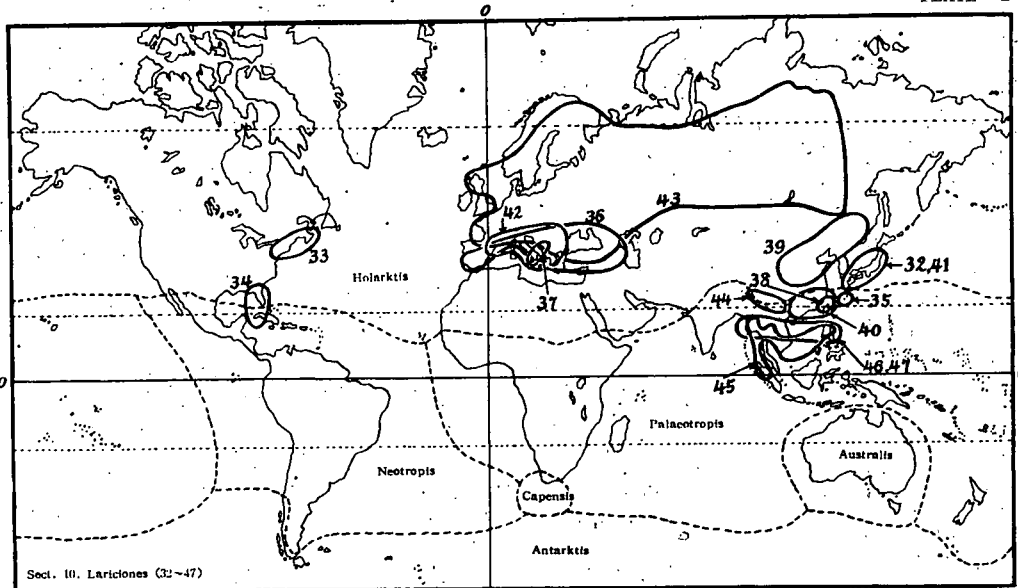 0
43
42
36
39
33
Holarktis
32,41
34
37
38
44
35
40
46,47
0
45
Palaeotropis
Australis
Neotropis
Capensis
Antarktis
Sect. 10. Lariciones (32~47)